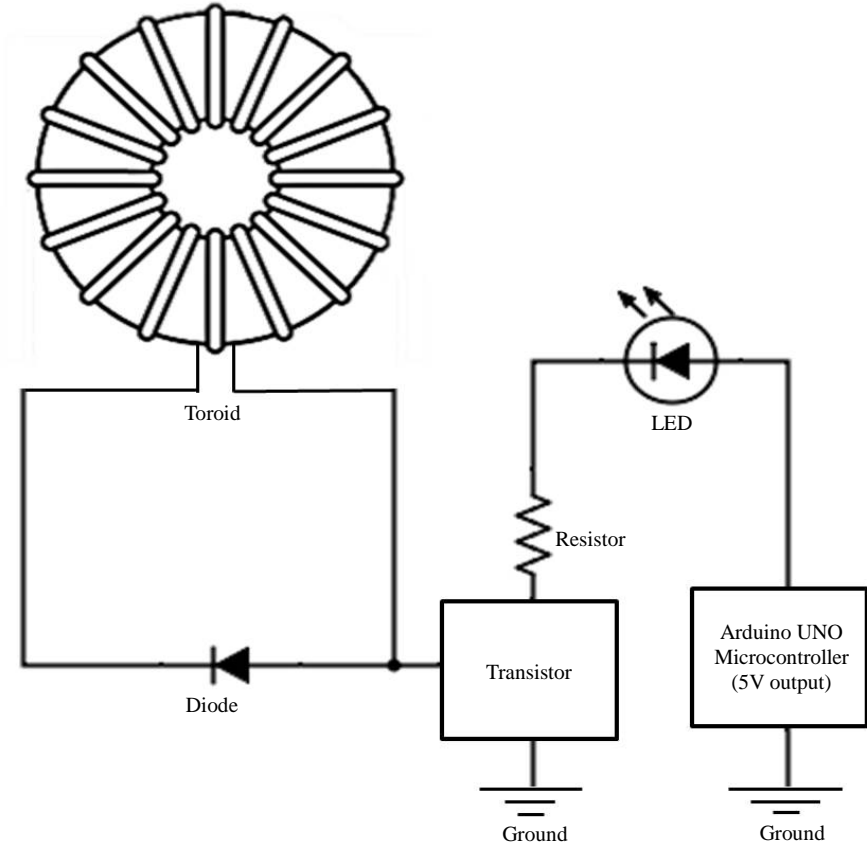 Toroid
LED
Resistor
Transistor
Arduino UNO
Microcontroller
(5V output)
Diode
Ground
Ground